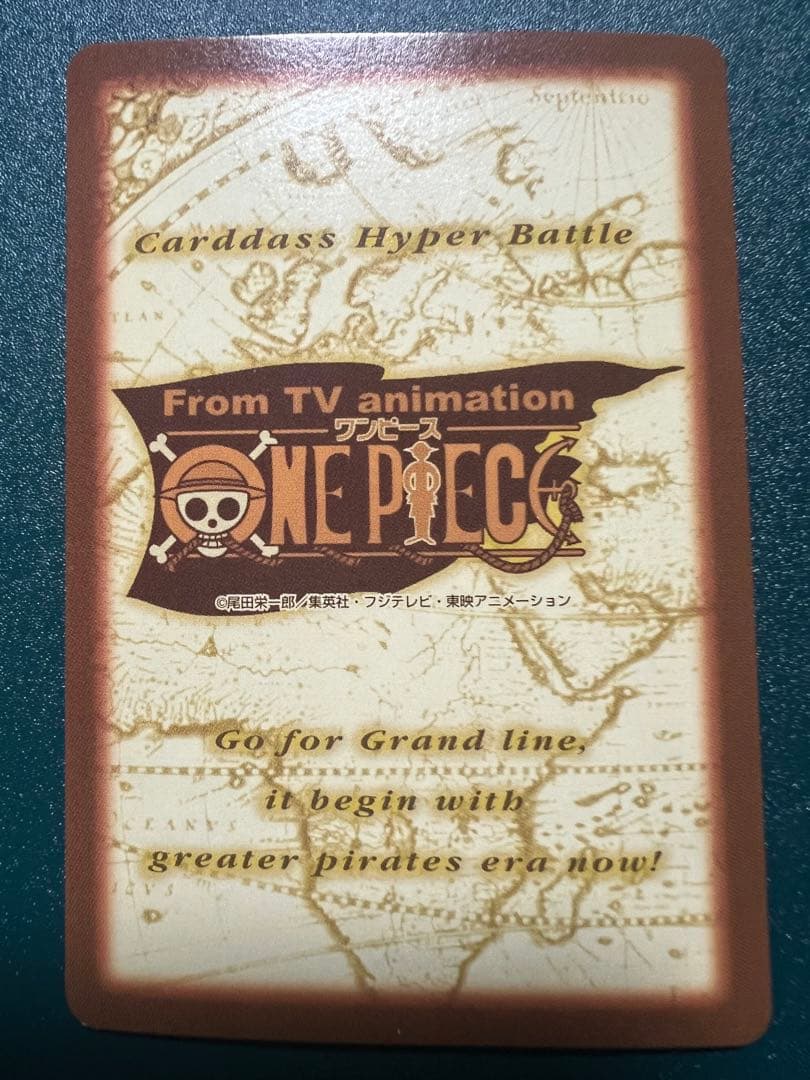 Septentrio
Carddass Hyper Battle
TLAN
From TV animation
ワンピース
ONE PIECE
©尾田栄一郎／集英社・フジテレビ・東映アニメーション
Go for Grand line,
it begin with
CEANVS
greater pirates era now!